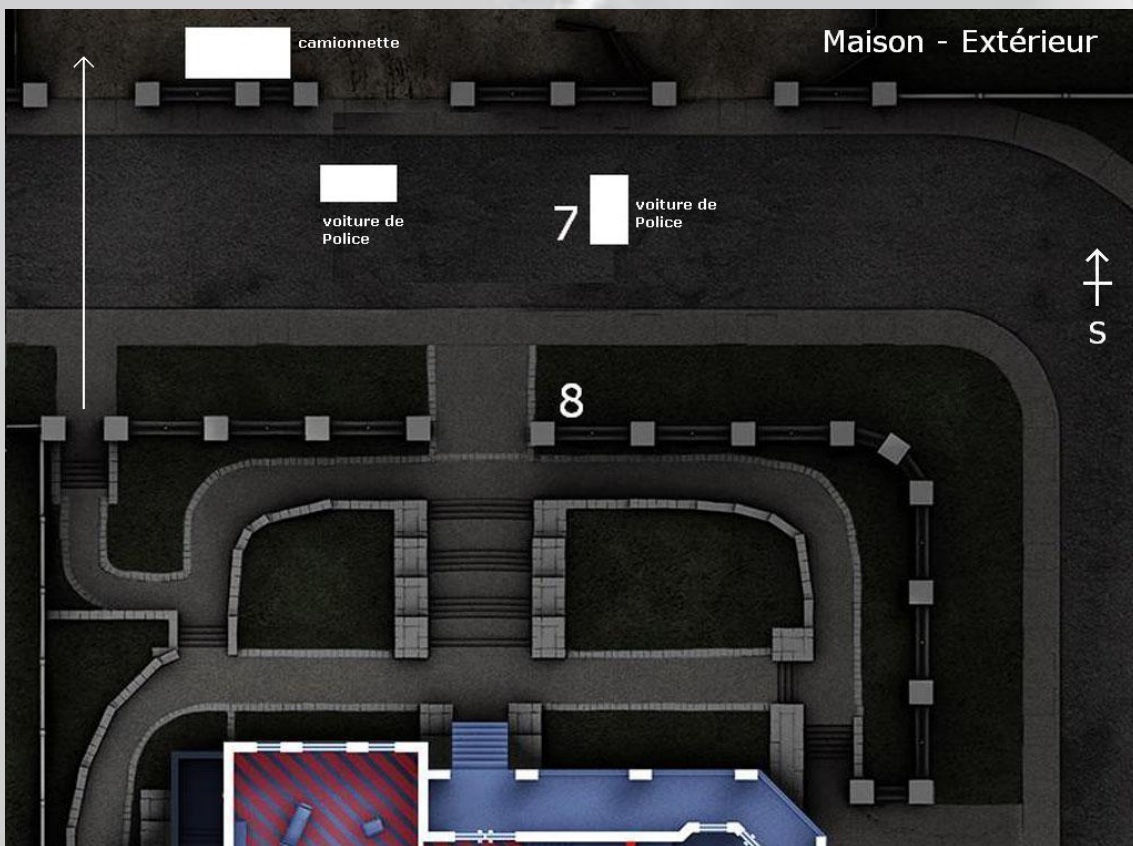 camionnette
Maison - Extérieur
voiture de
Police
7
voiture de
Police
S
8